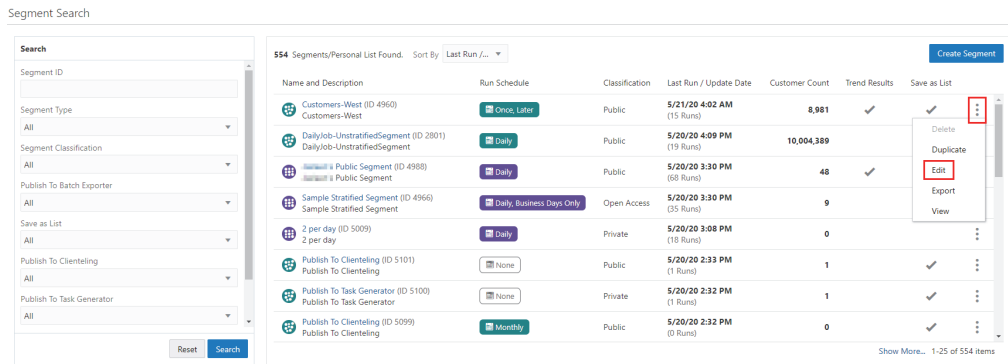 Segment Search
Search
Segment ID
Segment Type
All
Segment Classification
All
Publish To Batch Exporter
All
Save as List
All
Publish To Clienteling
All
Publish To Task Generator
All
Reset Search
554 Segments/Personal List Found. Sort By Last Run /...
Create Segment
Name and Description Run Schedule Classification Last Run / Update Date Customer Count Trend Results Save as List
Customers-West (ID 4960)
Customers-West
Once, Later Public 5/21/20 4:02 AM
(15 Runs)
8,981
DailyJob-UnstratifiedSegment (ID 2801)
DailyJob-UnstratifiedSegment
Daily Public 5/20/20 4:09 PM
(19 Runs)
10,004,389
Public Segment (ID 4988)
Public Segment
Daily Public 5/20/20 3:30 PM
(68 Runs)
48
Sample Stratified Segment (ID 4966)
Sample Stratified Segment
Daily, Business Days Only Open Access 5/20/20 3:30 PM
(35 Runs)
9
2 per day (ID 5009)
2 per day
Daily Private 5/20/20 3:08 PM
(18 Runs)
0
Publish To Clienteling (ID 5101)
Publish To Clienteling
None Public 5/20/20 2:33 PM
(1 Runs)
1
Publish To Task Generator (ID 5100)
Publish To Task Generator
None Private 5/20/20 2:32 PM
(1 Runs)
1
Publish To Clienteling (ID 5099)
Publish To Clienteling
Monthly Public 5/20/20 2:32 PM
(0 Runs)
0
Delete
Duplicate
Edit
Export
View
Show More... 1-25 of 554 items